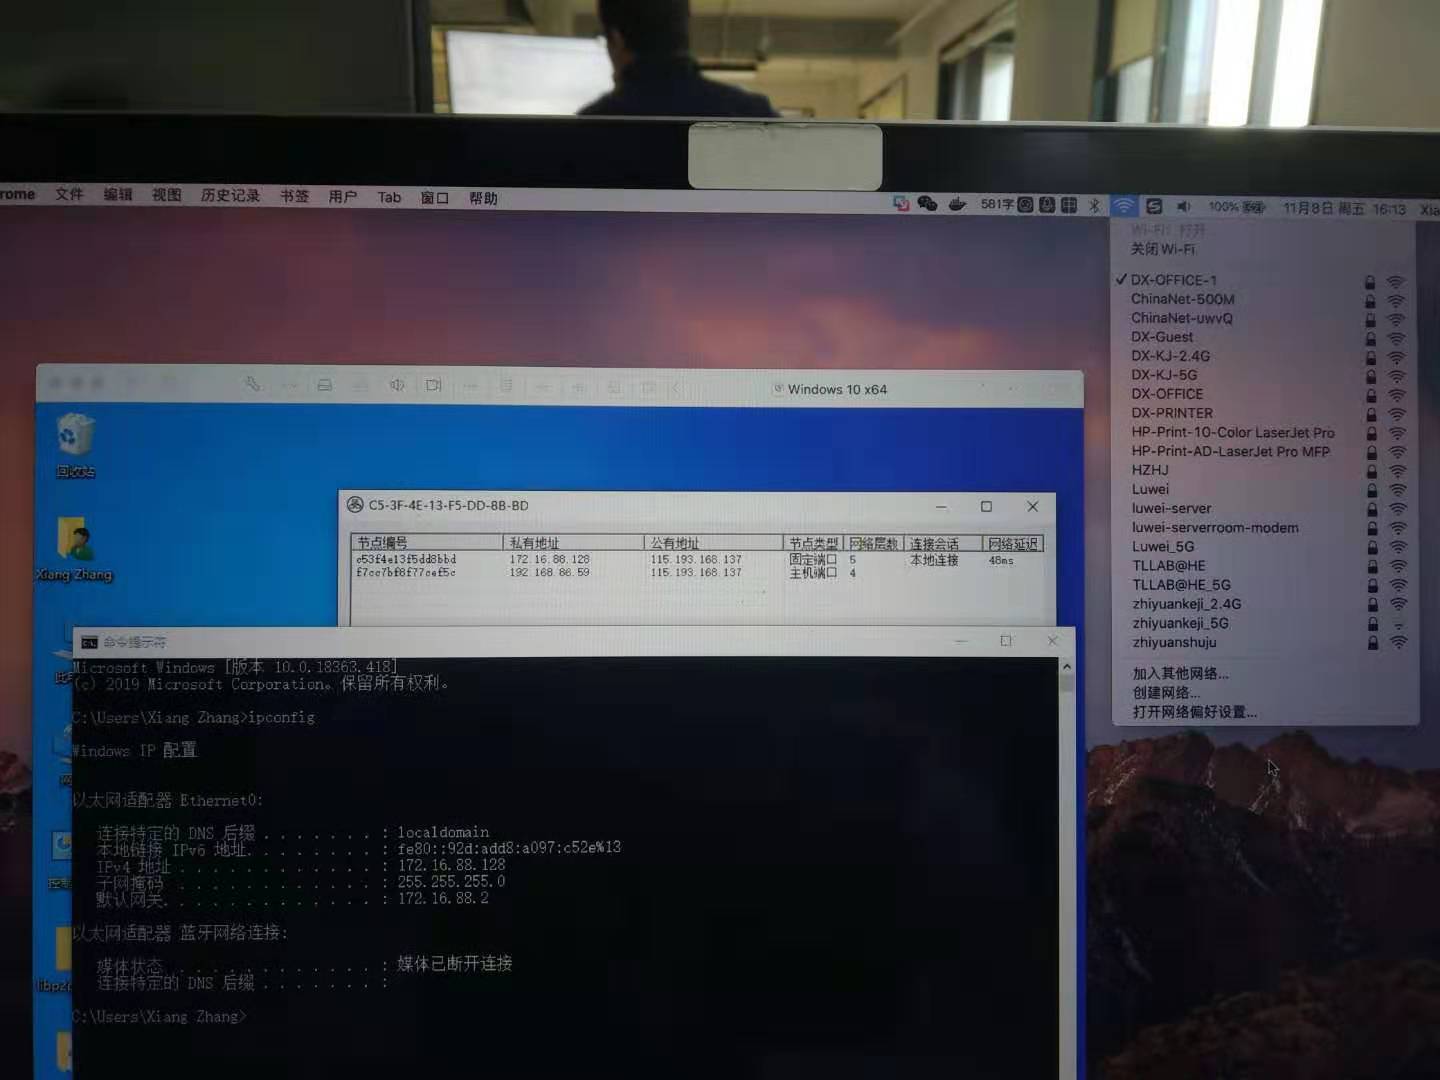 rome 文件 编辑 视图 历史记录 书签 用户 Tab 窗口 帮助
581字 100% 11月8日 周五 16:13 Xia
Wi-Fi: 打开
关闭 Wi-Fi
DX-OFFICE-1
ChinaNet-500M
ChinaNet-uwvQ
DX-Guest
DX-KJ-2.4G
DX-KJ-5G
DX-OFFICE
DX-PRINTER
HP-Print-10-Color LaserJet Pro
HP-Print-AD-LaserJet Pro MFP
HZHJ
Luwei
luwei-server
luwei-serverroom-modem
Luwei_5G
TLLAB@HE
TLLAB@HE_5G
zhiyuankeji_2.4G
zhiyuankeji_5G
zhiyuanshuju
加入其他网络...
创建网络...
打开网络偏好设置...
Windows 10 x64
回收站
Xiang Zhang
C5-3F-4E-13-F5-DD-8B-BD
节点编号 私有地址 公有地址 节点类型 网络层数 连接会话 网络延迟
c53f4e13f5dd8bbd 172.16.88.128 115.193.168.137 固定端口 5 本地连接 48ms
f7cc7bf8f77cef5c 192.168.86.59 115.193.168.137 主机端口 4
命令提示符
Microsoft Windows [版本 10.0.18363.418]
(c) 2019 Microsoft Corporation。保留所有权利。
C:\Users\Xiang Zhang>ipconfig
Windows IP 配置
以太网适配器 Ethernet0:
连接特定的 DNS 后缀 . . . . . . . : localdomain
本地链接 IPv6 地址. . . . . . . . : fe80::92d:add8:a097:c52e%13
IPv4 地址 . . . . . . . . . . . . : 172.16.88.128
子网掩码 . . . . . . . . . . . . : 255.255.255.0
默认网关. . . . . . . . . . . . . : 172.16.88.2
以太网适配器 蓝牙网络连接:
媒体状态 . . . . . . . . . . . . : 媒体已断开连接
连接特定的 DNS 后缀 . . . . . . . :
C:\Users\Xiang Zhang>